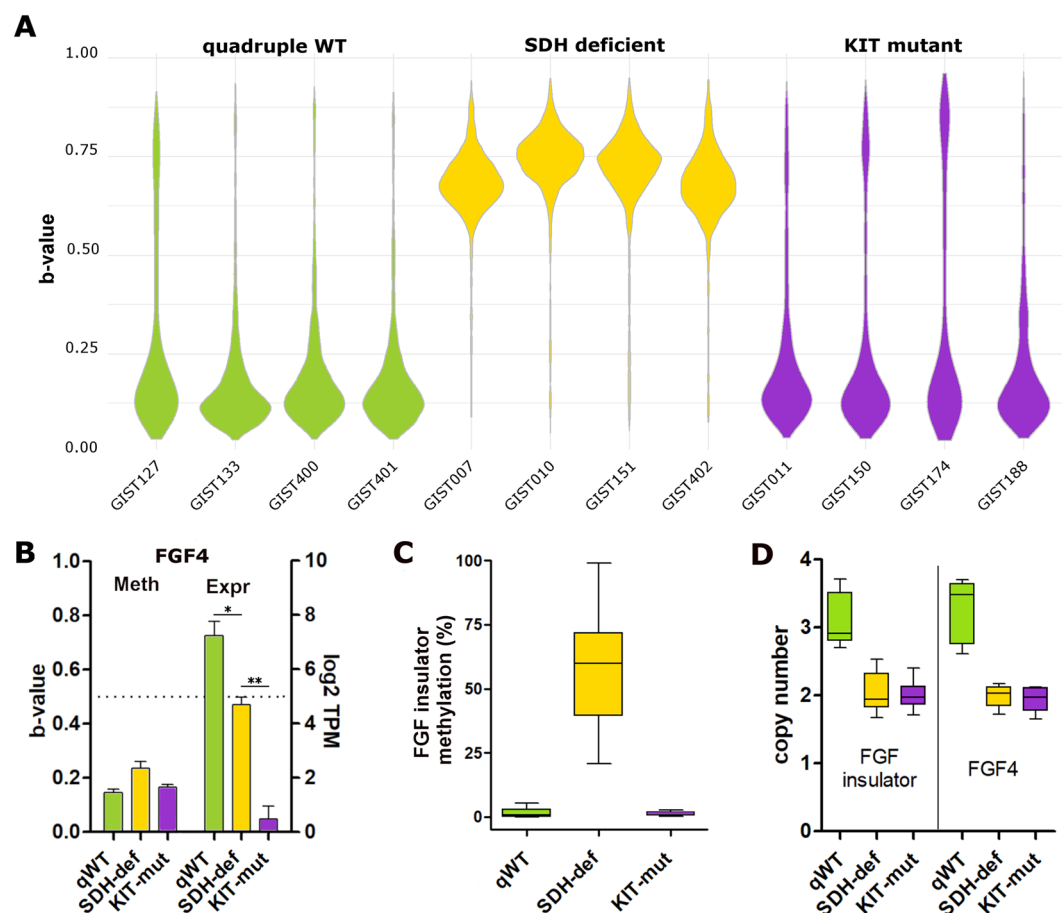 A
quadruple WT SDH deficient KIT mutant
1.00
0.75
0.50
0.25
0.00
b-value
GIST127 GIST133 GIST400 GIST401 GIST007 GIST010 GIST151 GIST402 GIST011 GIST150 GIST174 GIST188
B
FGF4
Meth Expr
1.0 10
0.8 8
0.6 6
0.4 4
0.2 2
0.0 0
b-value
log2 TPM
*
**
qWT SDH-def KIT-mut qWT SDH-def KIT-mut
C
100
75
50
25
0
FGF insulator
methylation (%)
qWT SDH-def KIT-mut
D
4
3
2
1
0
copy number
FGF
insulator
FGF4
qWT SDH-def KIT-mut qWT SDH-def KIT-mut